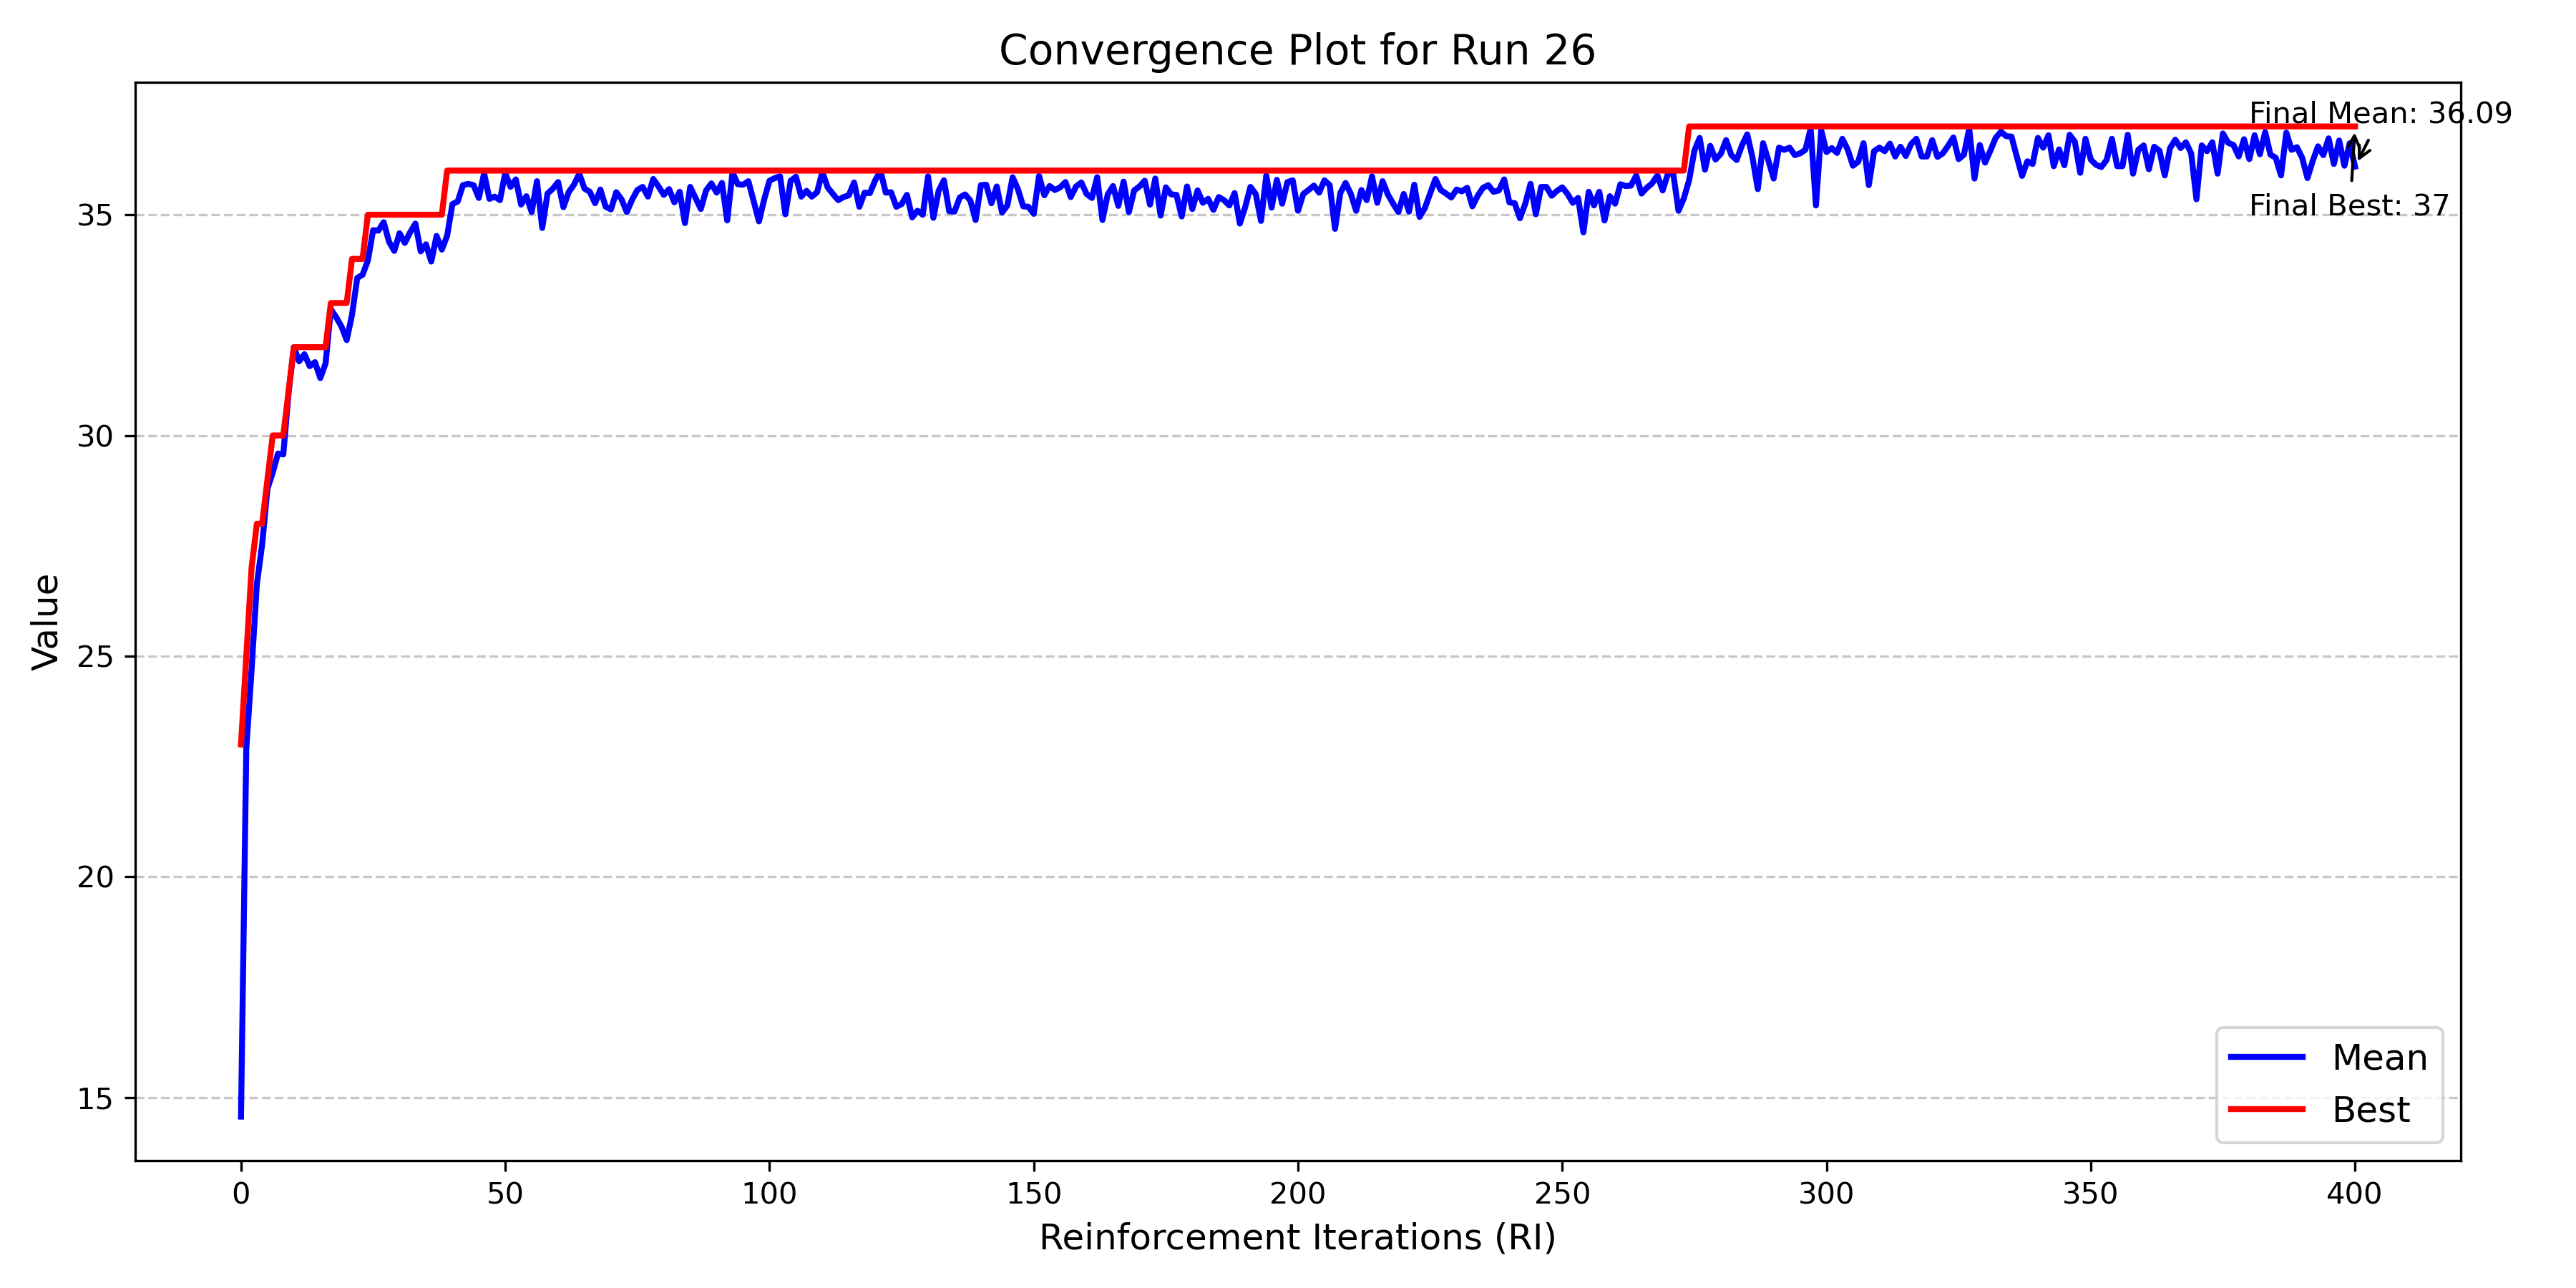 Convergence Plot for Run 26
Final Mean: 36.09
Final Best: 37
Value
35
30
25
20
15
0 50 100 150 200 250 300 350 400
Reinforcement Iterations (RI)
Mean
Best